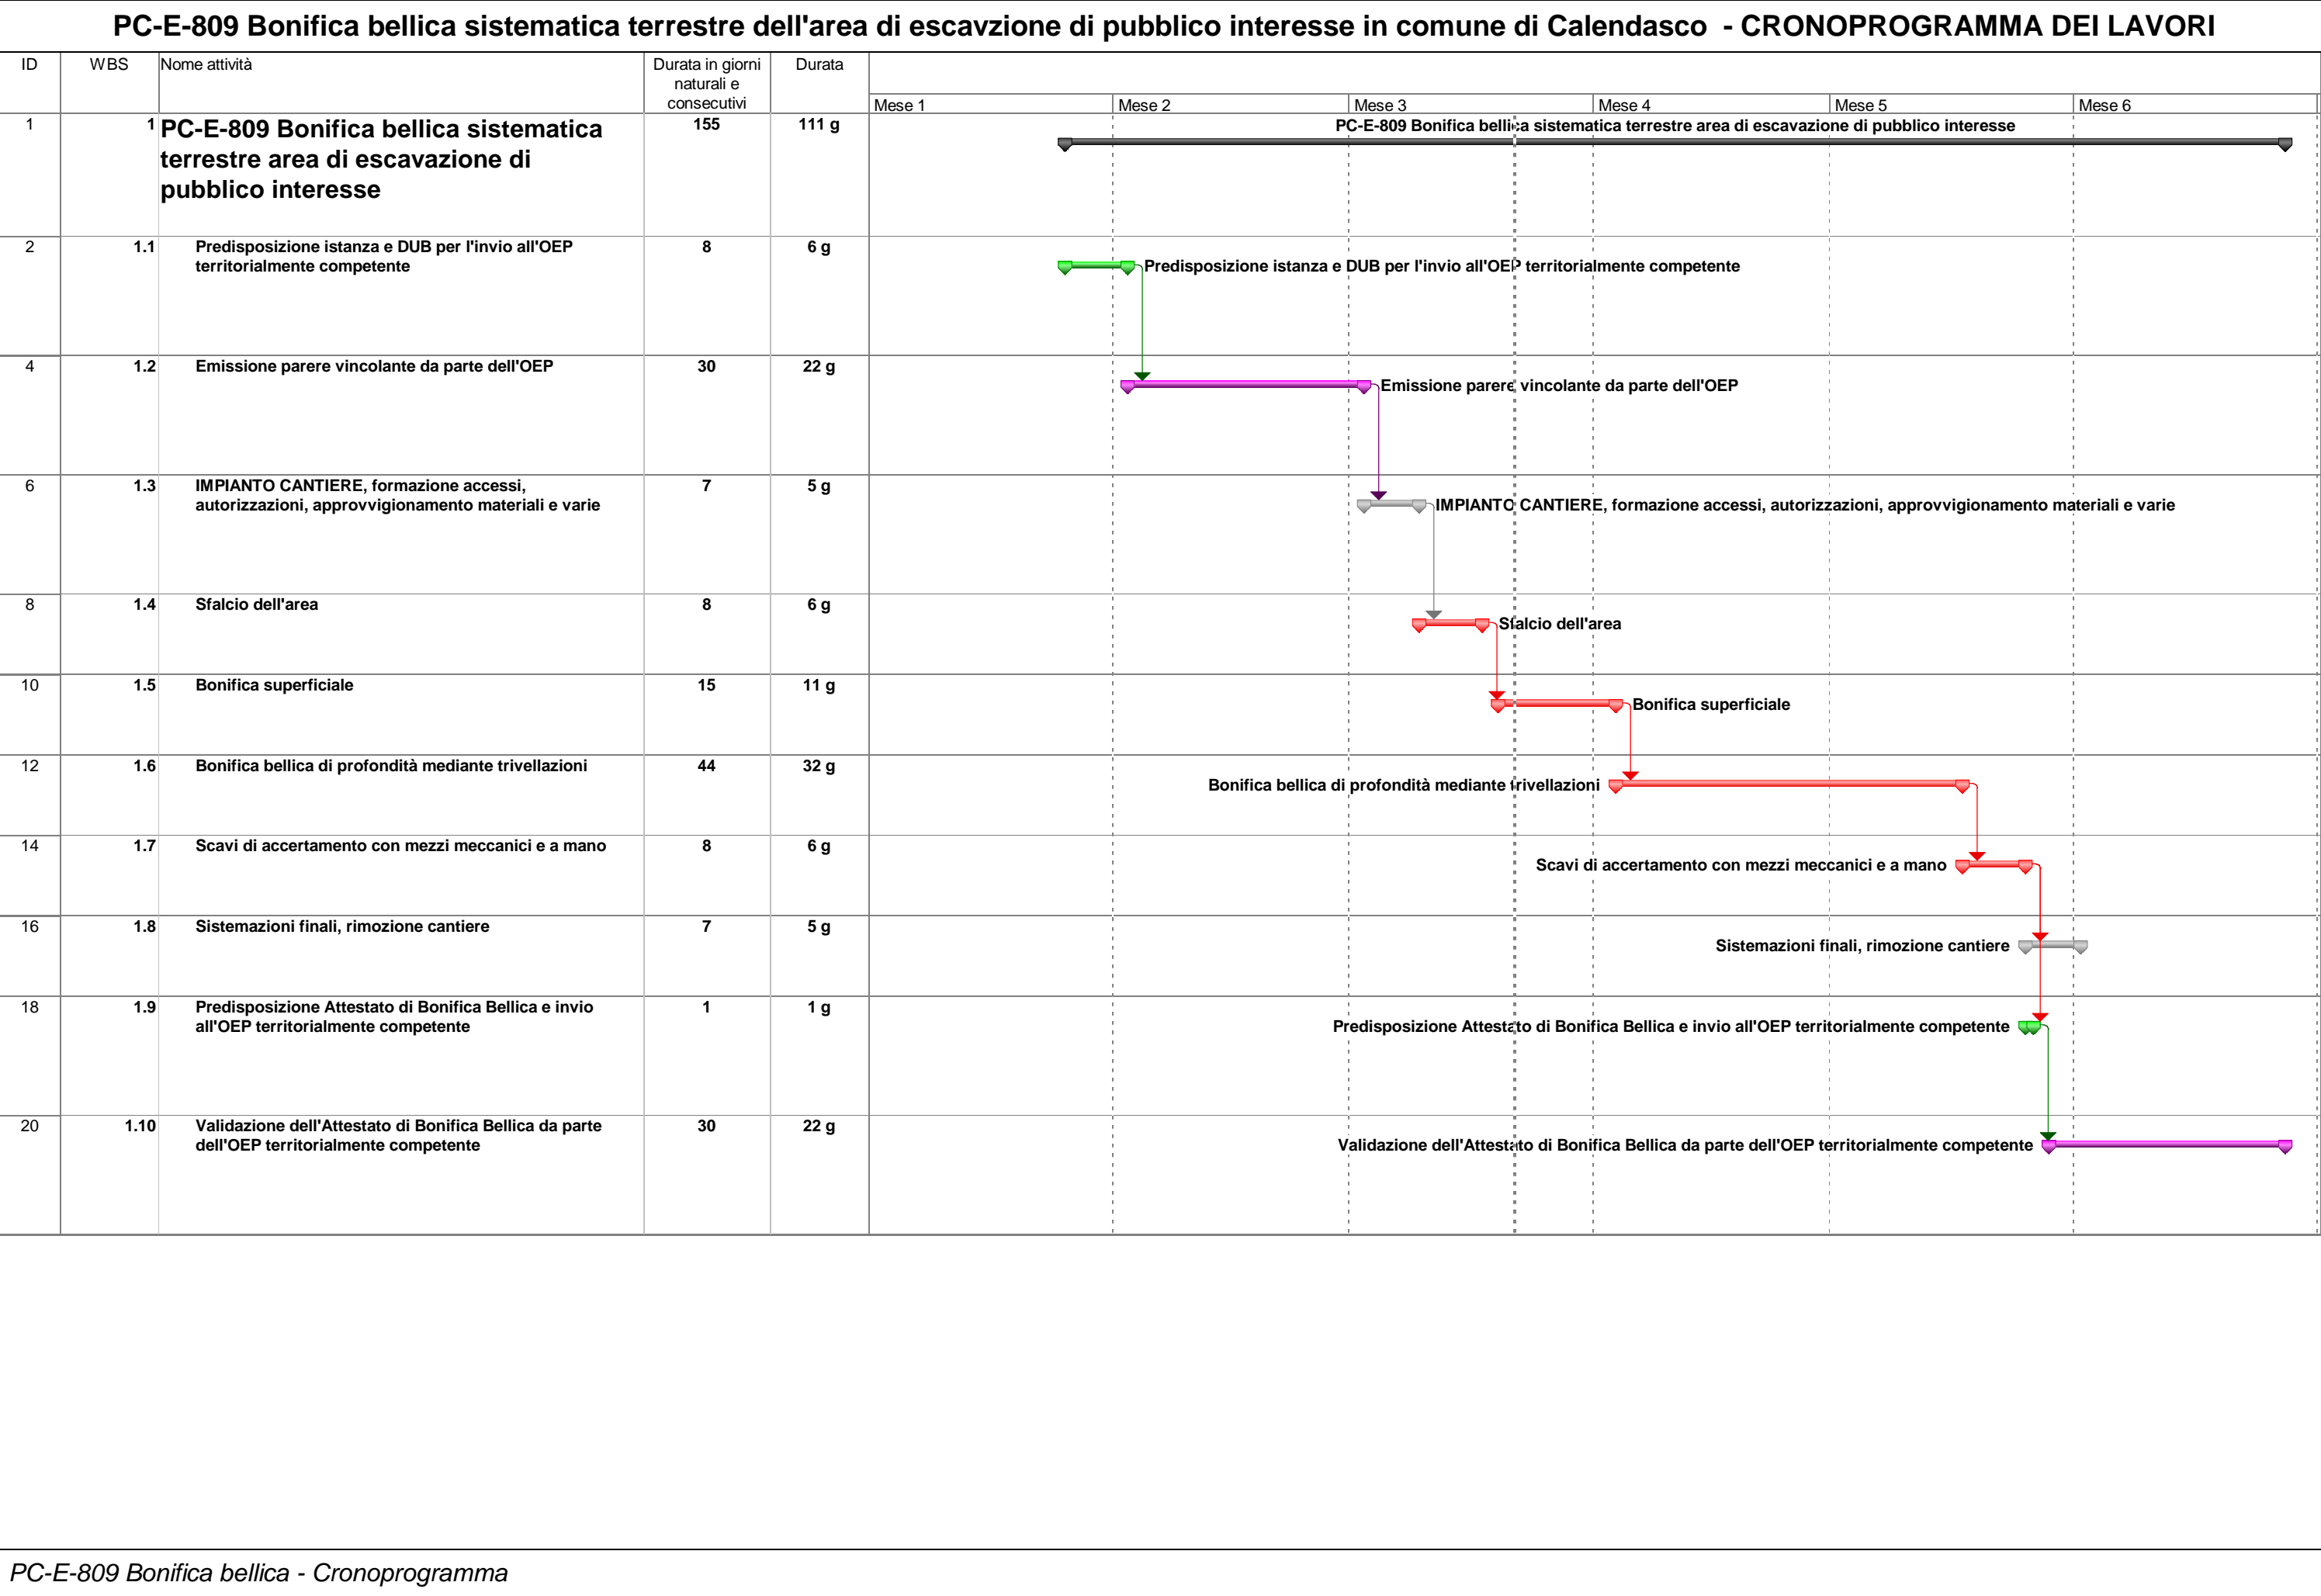 PC-E-809 Bonifica bellica sistematica terrestre dell'area di escavzione di pubblico interesse in comune di Calendasco - CRONOPROGRAMMA DEI LAVORI
ID WBS Nome attività Durata in giorni naturali e consecutivi Durata
Mese 1 Mese 2 Mese 3 Mese 4 Mese 5 Mese 6
1 1 PC-E-809 Bonifica bellica sistematica 155 111 g
terrestre area di escavazione di
pubblico interesse
PC-E-809 Bonifica bellica sistematica terrestre area di escavazione di pubblico interesse
2 1.1 Predisposizione istanza e DUB per l'invio all'OEP 8 6 g
territorialmente competente
Predisposizione istanza e DUB per l'invio all'OEP territorialmente competente
4 1.2 Emissione parere vincolante da parte dell'OEP 30 22 g
Emissione parere vincolante da parte dell'OEP
6 1.3 IMPIANTO CANTIERE, formazione accessi, 7 5 g
autorizzazioni, approvvigionamento materiali e varie
IMPIANTO CANTIERE, formazione accessi, autorizzazioni, approvvigionamento materiali e varie
8 1.4 Sfalcio dell'area 8 6 g
Sfalcio dell'area
10 1.5 Bonifica superficiale 15 11 g
Bonifica superficiale
12 1.6 Bonifica bellica di profondità mediante trivellazioni 44 32 g
Bonifica bellica di profondità mediante trivellazioni
14 1.7 Scavi di accertamento con mezzi meccanici e a mano 8 6 g
Scavi di accertamento con mezzi meccanici e a mano
16 1.8 Sistemazioni finali, rimozione cantiere 7 5 g
Sistemazioni finali, rimozione cantiere
18 1.9 Predisposizione Attestato di Bonifica Bellica e invio 1 1 g
all'OEP territorialmente competente
Predisposizione Attestato di Bonifica Bellica e invio all'OEP territorialmente competente
20 1.10 Validazione dell'Attestato di Bonifica Bellica da parte 30 22 g
dell'OEP territorialmente competente
Validazione dell'Attestato di Bonifica Bellica da parte dell'OEP territorialmente competente
PC-E-809 Bonifica bellica - Cronoprogramma